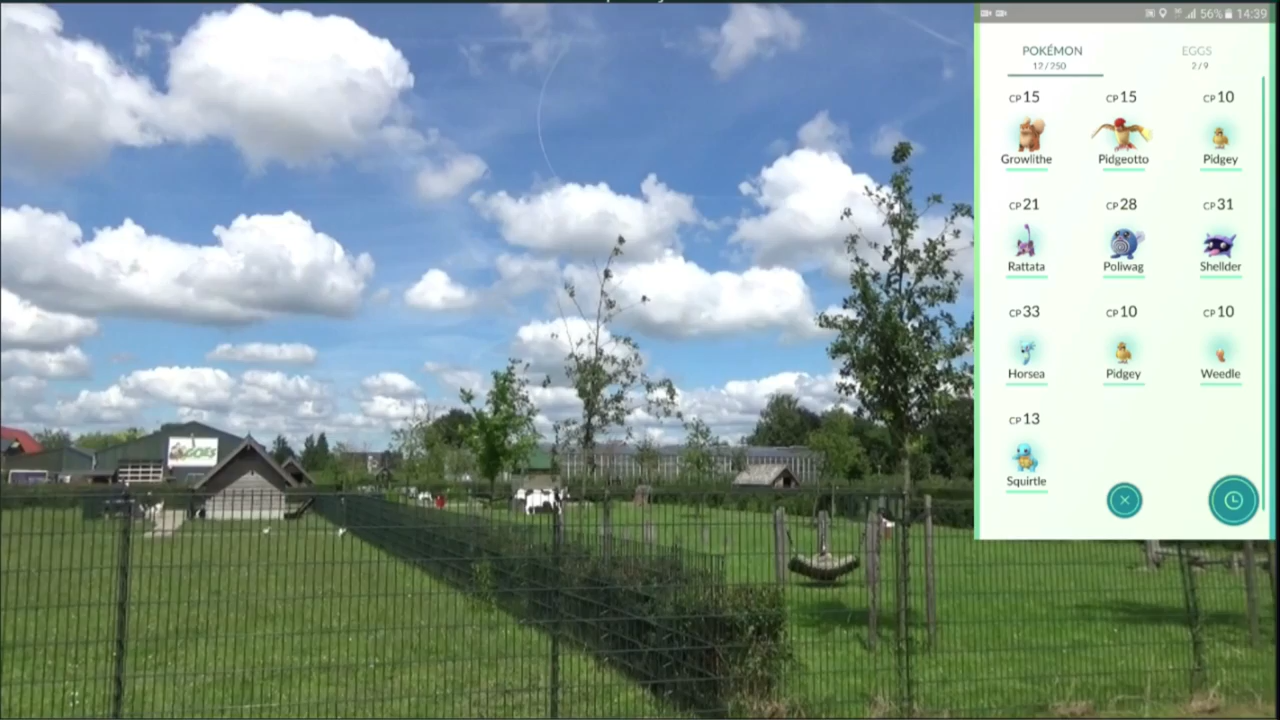 56% 14:39
POKÉMON
12/250
EGGS
2/9
CP15
CP15
CP10
Growlithe
Pidgeotto
Pidgey
CP21
CP28
CP31
Rattata
Poliwag
Shellder
CP33
CP10
CP10
Horsea
Pidgey
Weedle
CP13
Squirtle
GOES